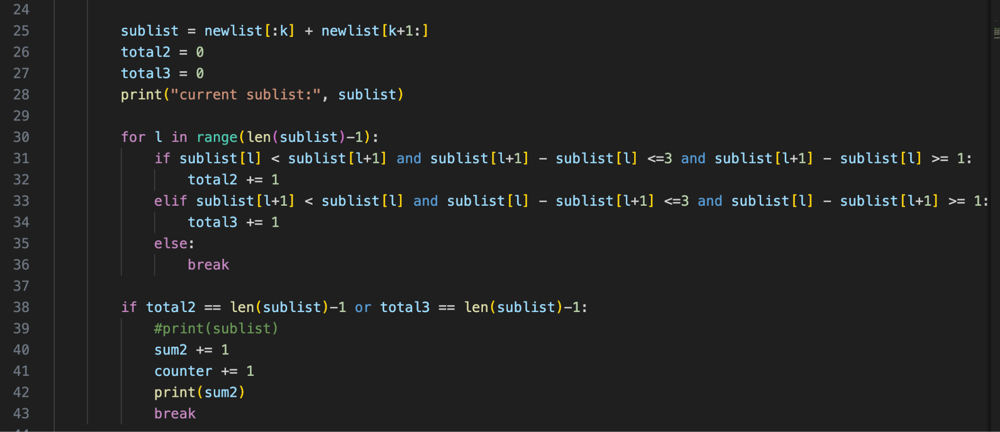 24
25 sublist = newlist[:k] + newlist[k+1:]
26 total2 = 0
27 total3 = 0
28 print("current sublist:", sublist)
29
30 for l in range(len(sublist)-1):
31 if sublist[l] < sublist[l+1] and sublist[l+1] - sublist[l] <=3 and sublist[l+1] - sublist[l] >= 1:
32 total2 += 1
33 elif sublist[l+1] < sublist[l] and sublist[l] - sublist[l+1] <=3 and sublist[l] - sublist[l+1] >= 1:
34 total3 += 1
35 else:
36 break
37
38 if total2 == len(sublist)-1 or total3 == len(sublist)-1:
39 #print(sublist)
40 sum2 += 1
41 counter += 1
42 print(sum2)
43 break